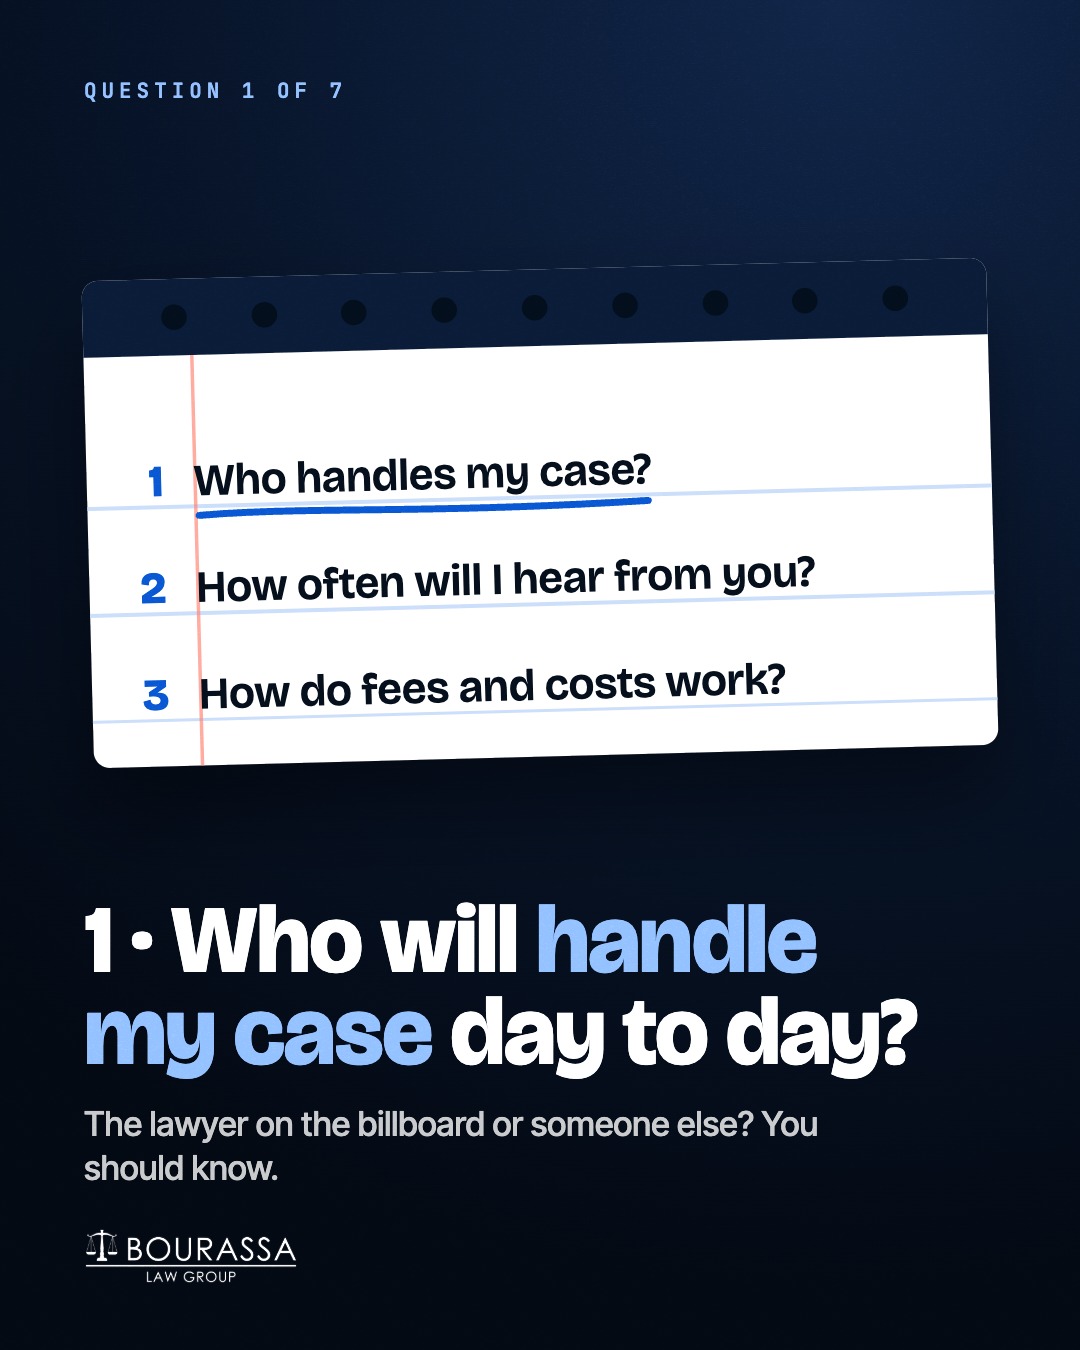 QUESTION 1 OF 7
1 Who handles my case?
2 How often will I hear from you?
3 How do fees and costs work?
1 · Who will handle
my case day to day?
The lawyer on the billboard or someone else? You
should know.
BOURASSA
LAW GROUP